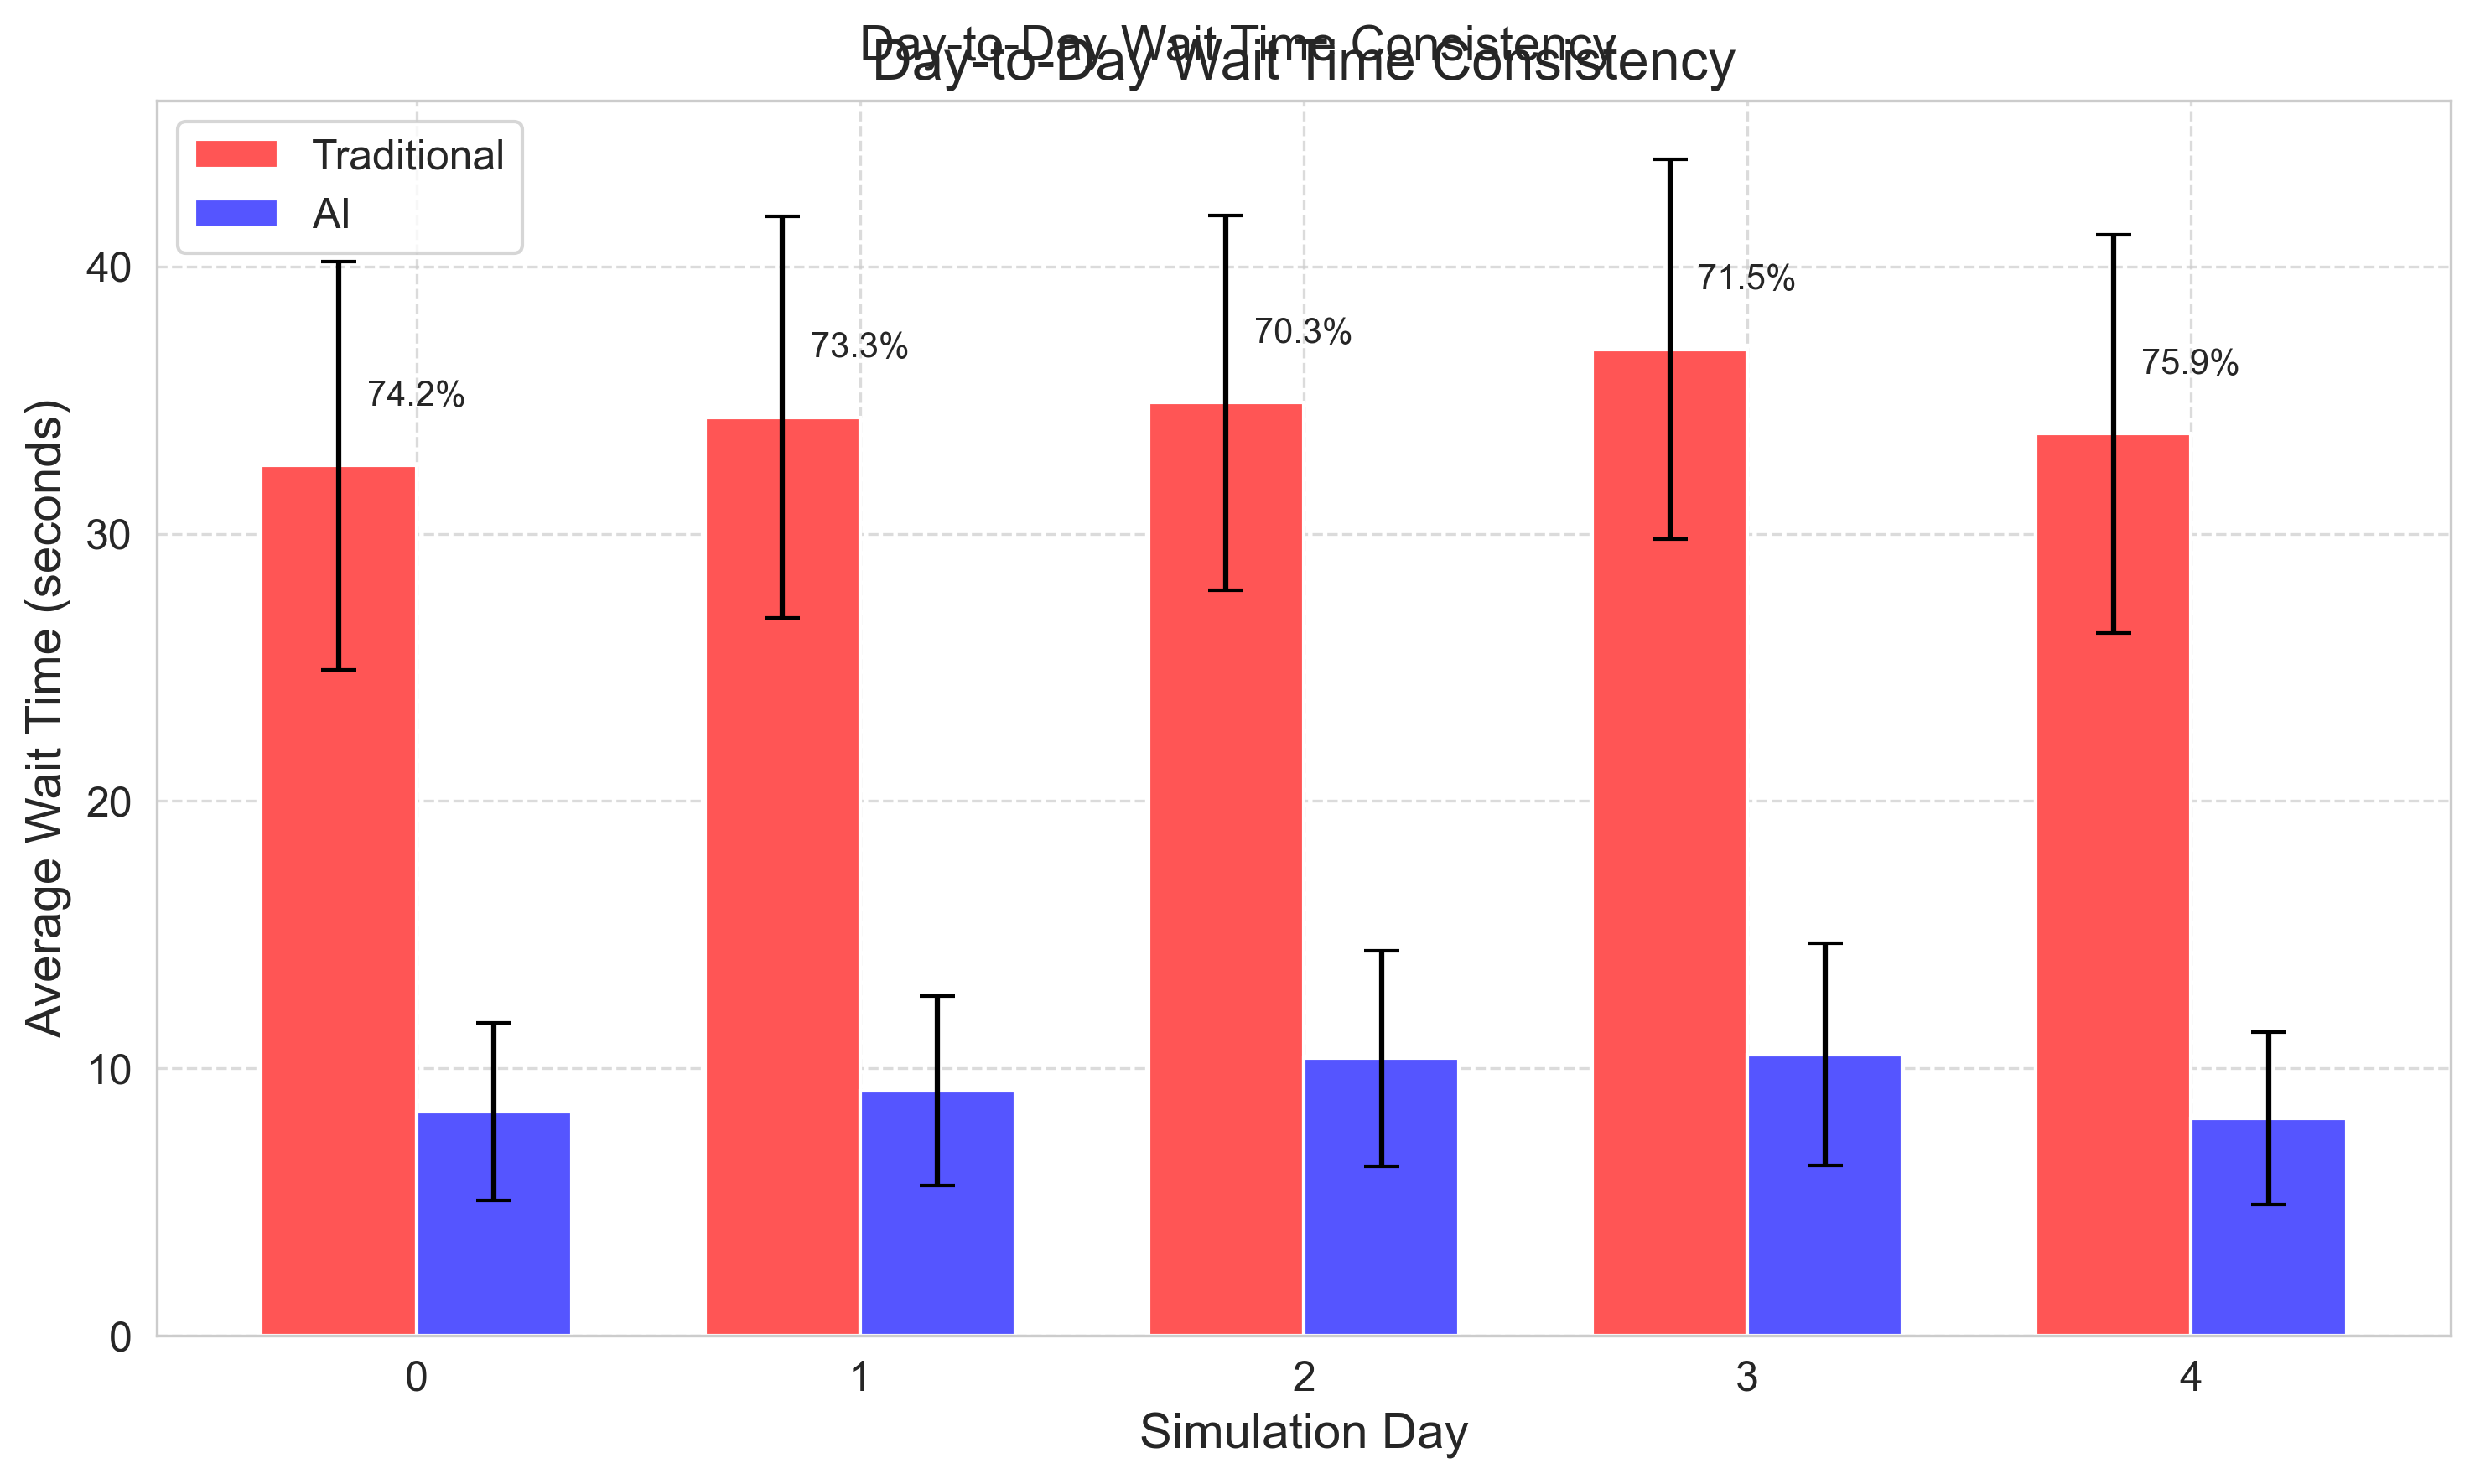 Day-to-Day Wait Time Consistency
Day-to-Day Wait Time Consistency
Traditional
AI
Average Wait Time (seconds)
40
30
20
10
0
74.2%
73.3%
70.3%
71.5%
75.9%
0 1 2 3 4
Simulation Day